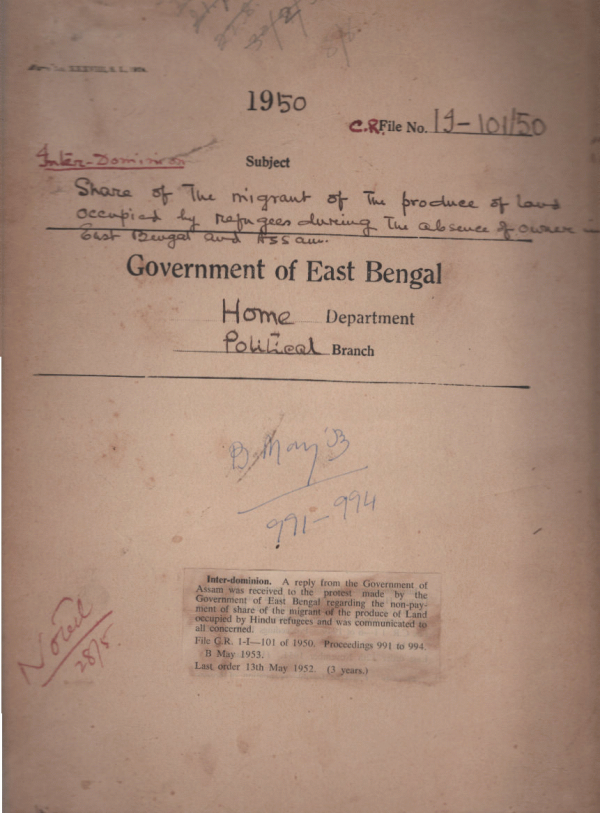 1950
C.R. File No. 1I-101/50
Inter-Dominion
Subject
Share of The migrant of The produce of land
occupied by refugees during The absence of owner in
East Bengal and Assam.
Government of East Bengal
Home Department
Political Branch
B May '53
991-994
Inter-dominion. A reply from the Government of
Assam was received to the protest made by the
Government of East Bengal regarding the non-pay-
ment of share of the migrant of the produce of Land
occupied by Hindu refugees and was communicated to
all concerned.
File C.R. 1-I—101 of 1950. Proceedings 991 to 994.
B May 1953.
Last order 13th May 1952. (3 years.)
Noted
28/5